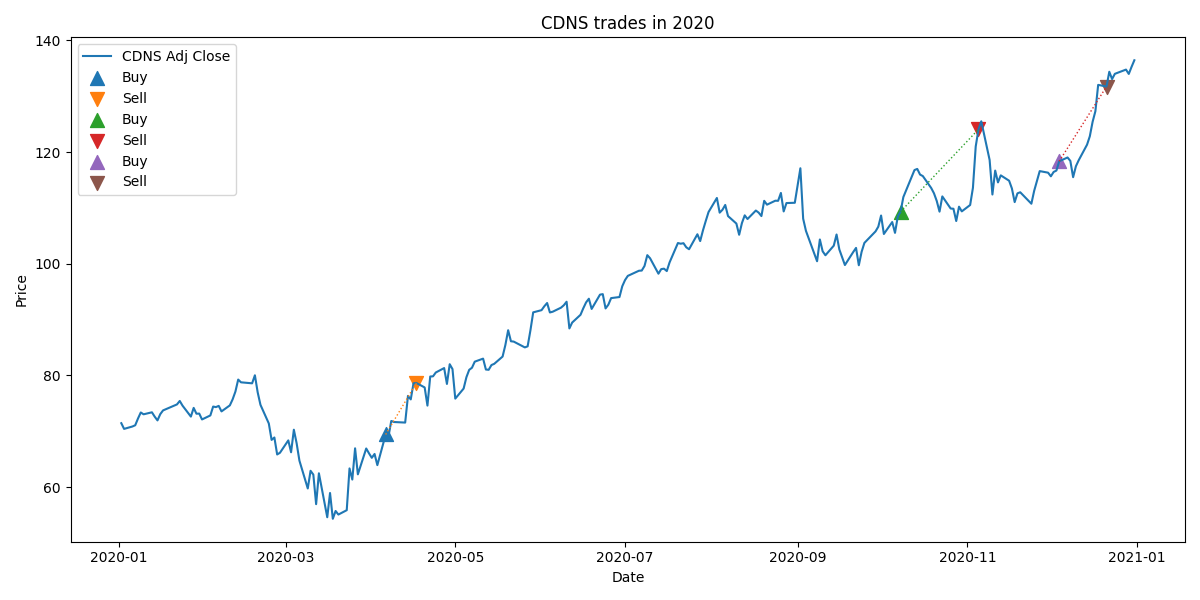 CDNS trades in 2020
140
120
100
80
60
Price
CDNS Adj Close
Buy
Sell
Buy
Sell
Buy
Sell
2020-01
2020-03
2020-05
2020-07
2020-09
2020-11
2021-01
Date